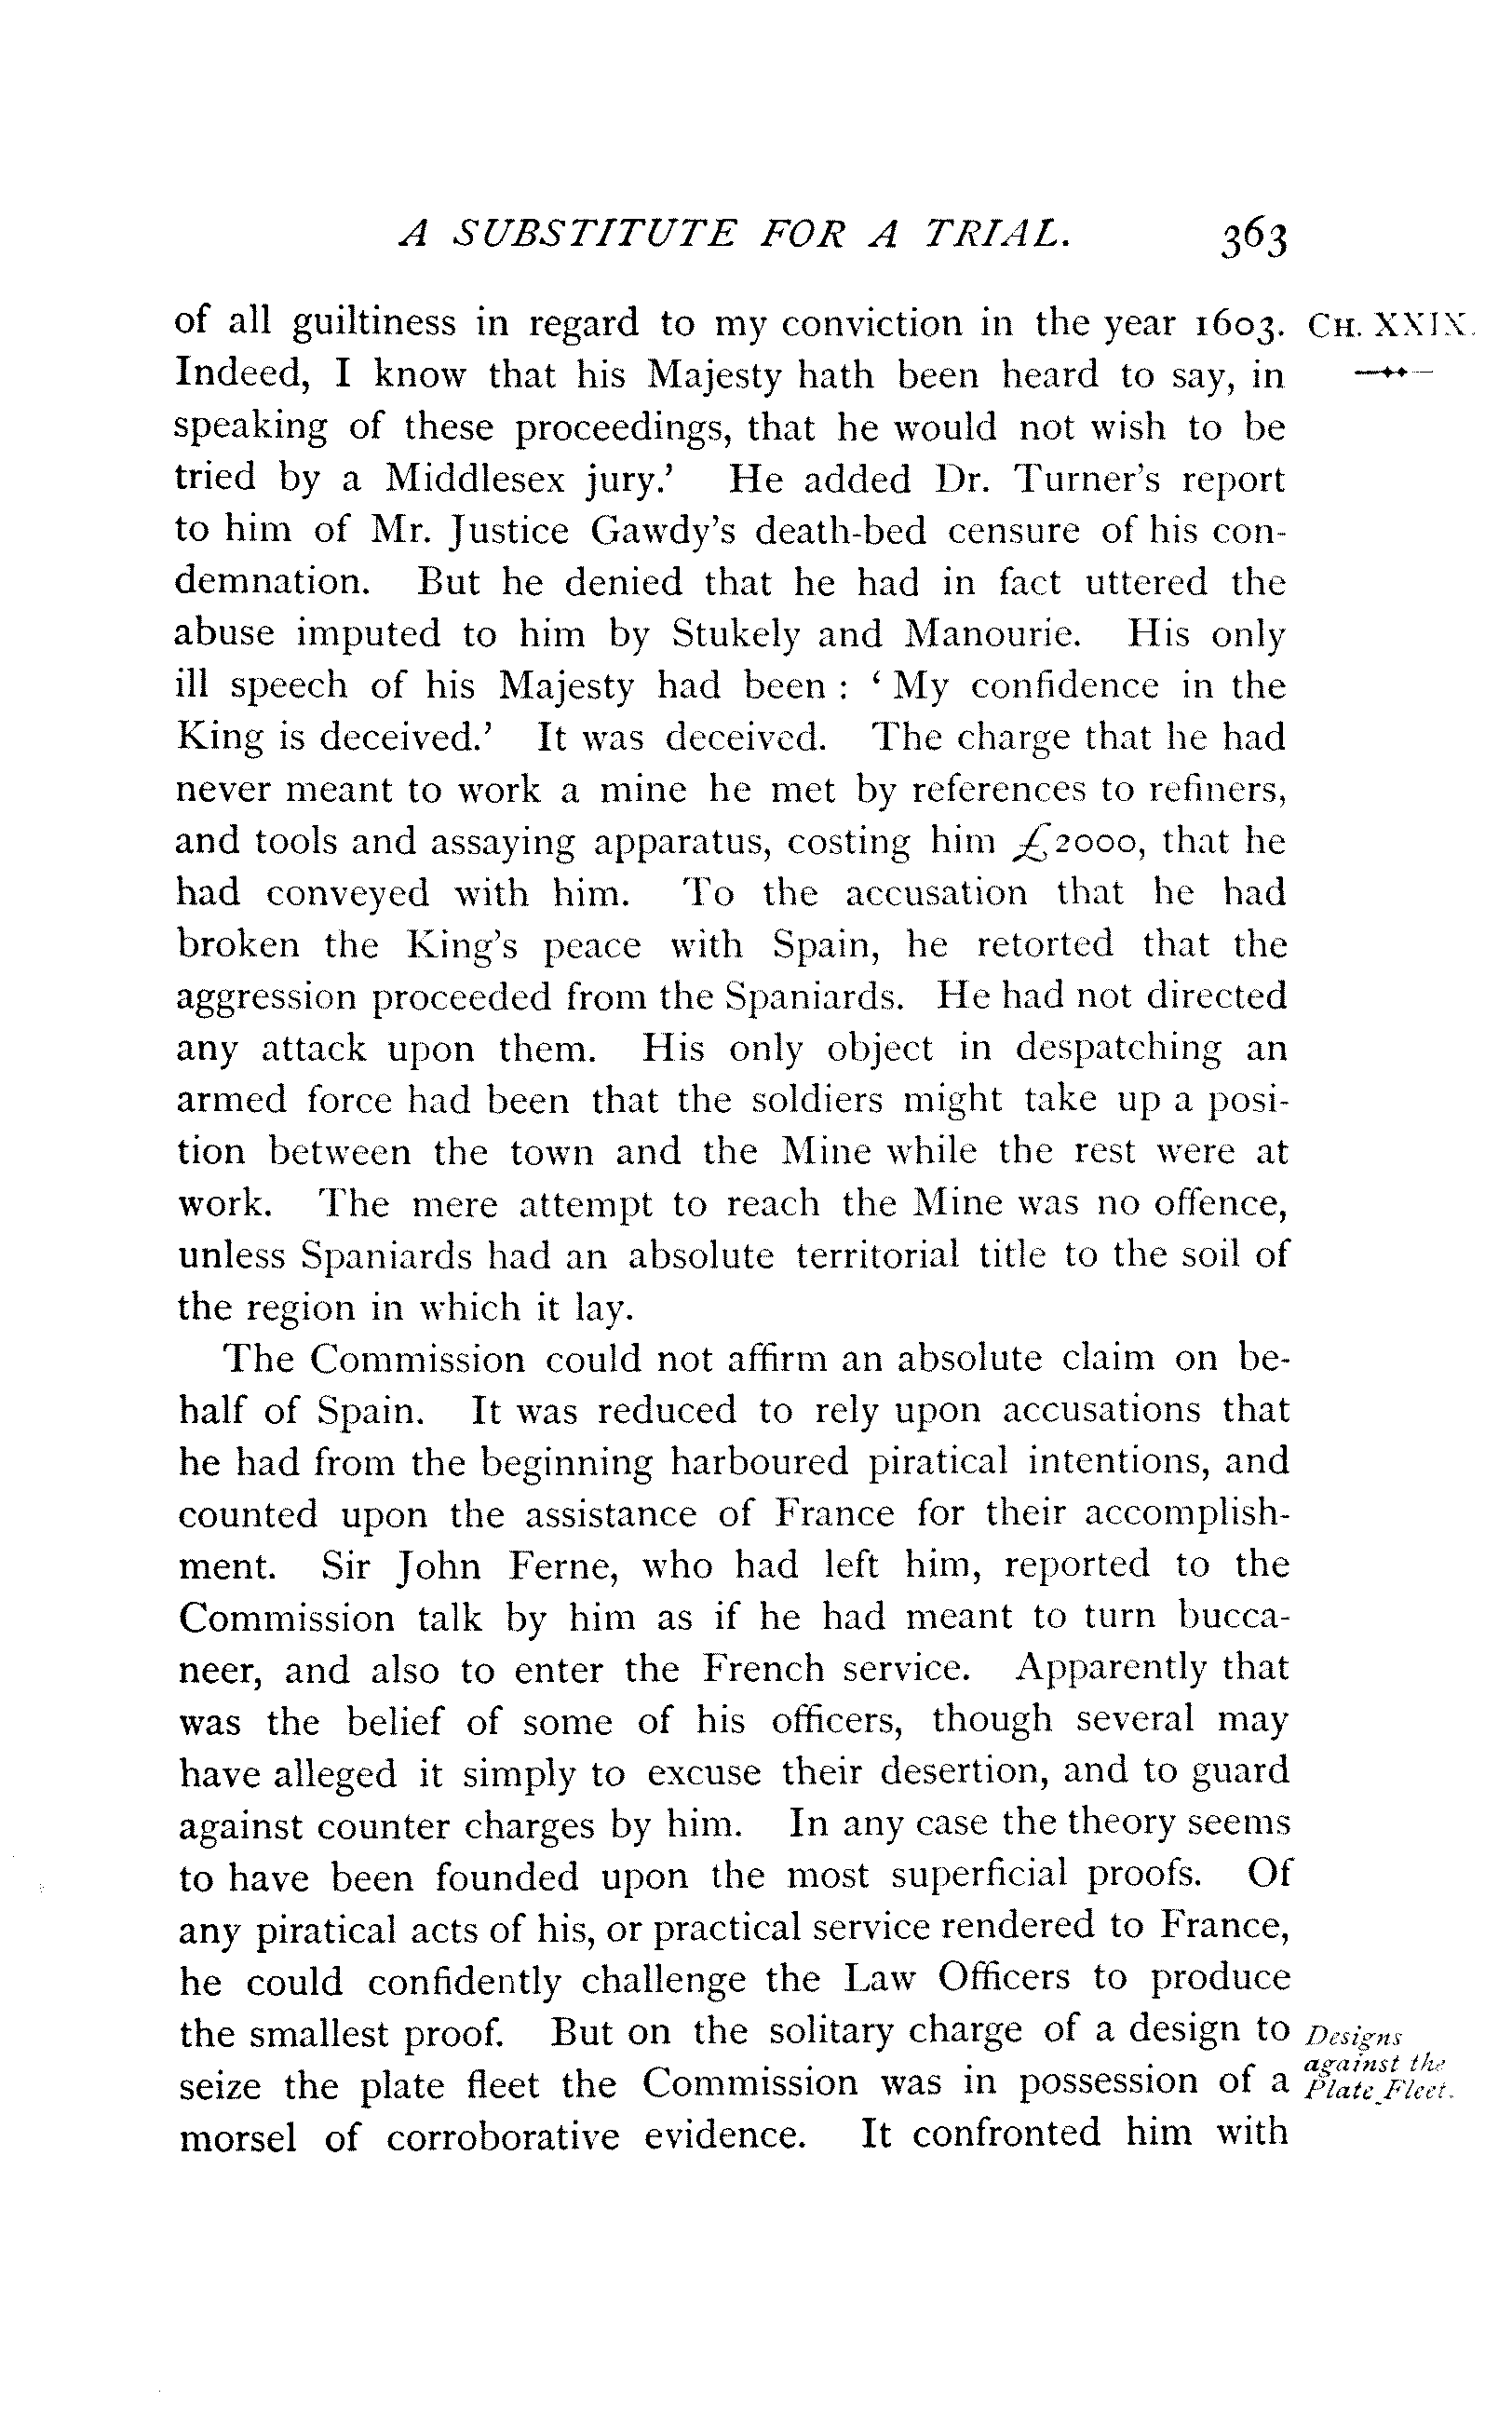 A SUBSTITUTE FOR A TRIAL. 363
of all guiltiness in regard to my conviction in the year 1603. CH. XXIX.
Indeed, I know that his Majesty hath been heard to say, in
speaking of these proceedings, that he would not wish to be
tried by a Middlesex jury.’ He added Dr. Turner’s report
to him of Mr. Justice Gawdy’s death-bed censure of his con-
demnation. But he denied that he had in fact uttered the
abuse imputed to him by Stukely and Manourie. His only
ill speech of his Majesty had been : ‘ My confidence in the
King is deceived.’ It was deceived. The charge that he had
never meant to work a mine he met by references to refiners,
and tools and assaying apparatus, costing him £2000, that he
had conveyed with him. To the accusation that he had
broken the King’s peace with Spain, he retorted that the
aggression proceeded from the Spaniards. He had not directed
any attack upon them. His only object in despatching an
armed force had been that the soldiers might take up a posi-
tion between the town and the Mine while the rest were at
work. The mere attempt to reach the Mine was no offence,
unless Spaniards had an absolute territorial title to the soil of
the region in which it lay.
The Commission could not affirm an absolute claim on be-
half of Spain. It was reduced to rely upon accusations that
he had from the beginning harboured piratical intentions, and
counted upon the assistance of France for their accomplish-
ment. Sir John Ferne, who had left him, reported to the
Commission talk by him as if he had meant to turn bucca-
neer, and also to enter the French service. Apparently that
was the belief of some of his officers, though several may
have alleged it simply to excuse their desertion, and to guard
against counter charges by him. In any case the theory seems
to have been founded upon the most superficial proofs. Of
any piratical acts of his, or practical service rendered to France,
he could confidently challenge the Law Officers to produce
the smallest proof. But on the solitary charge of a design to
seize the plate fleet the Commission was in possession of a
morsel of corroborative evidence. It confronted him with
Designs
against the
Plate Fleet.